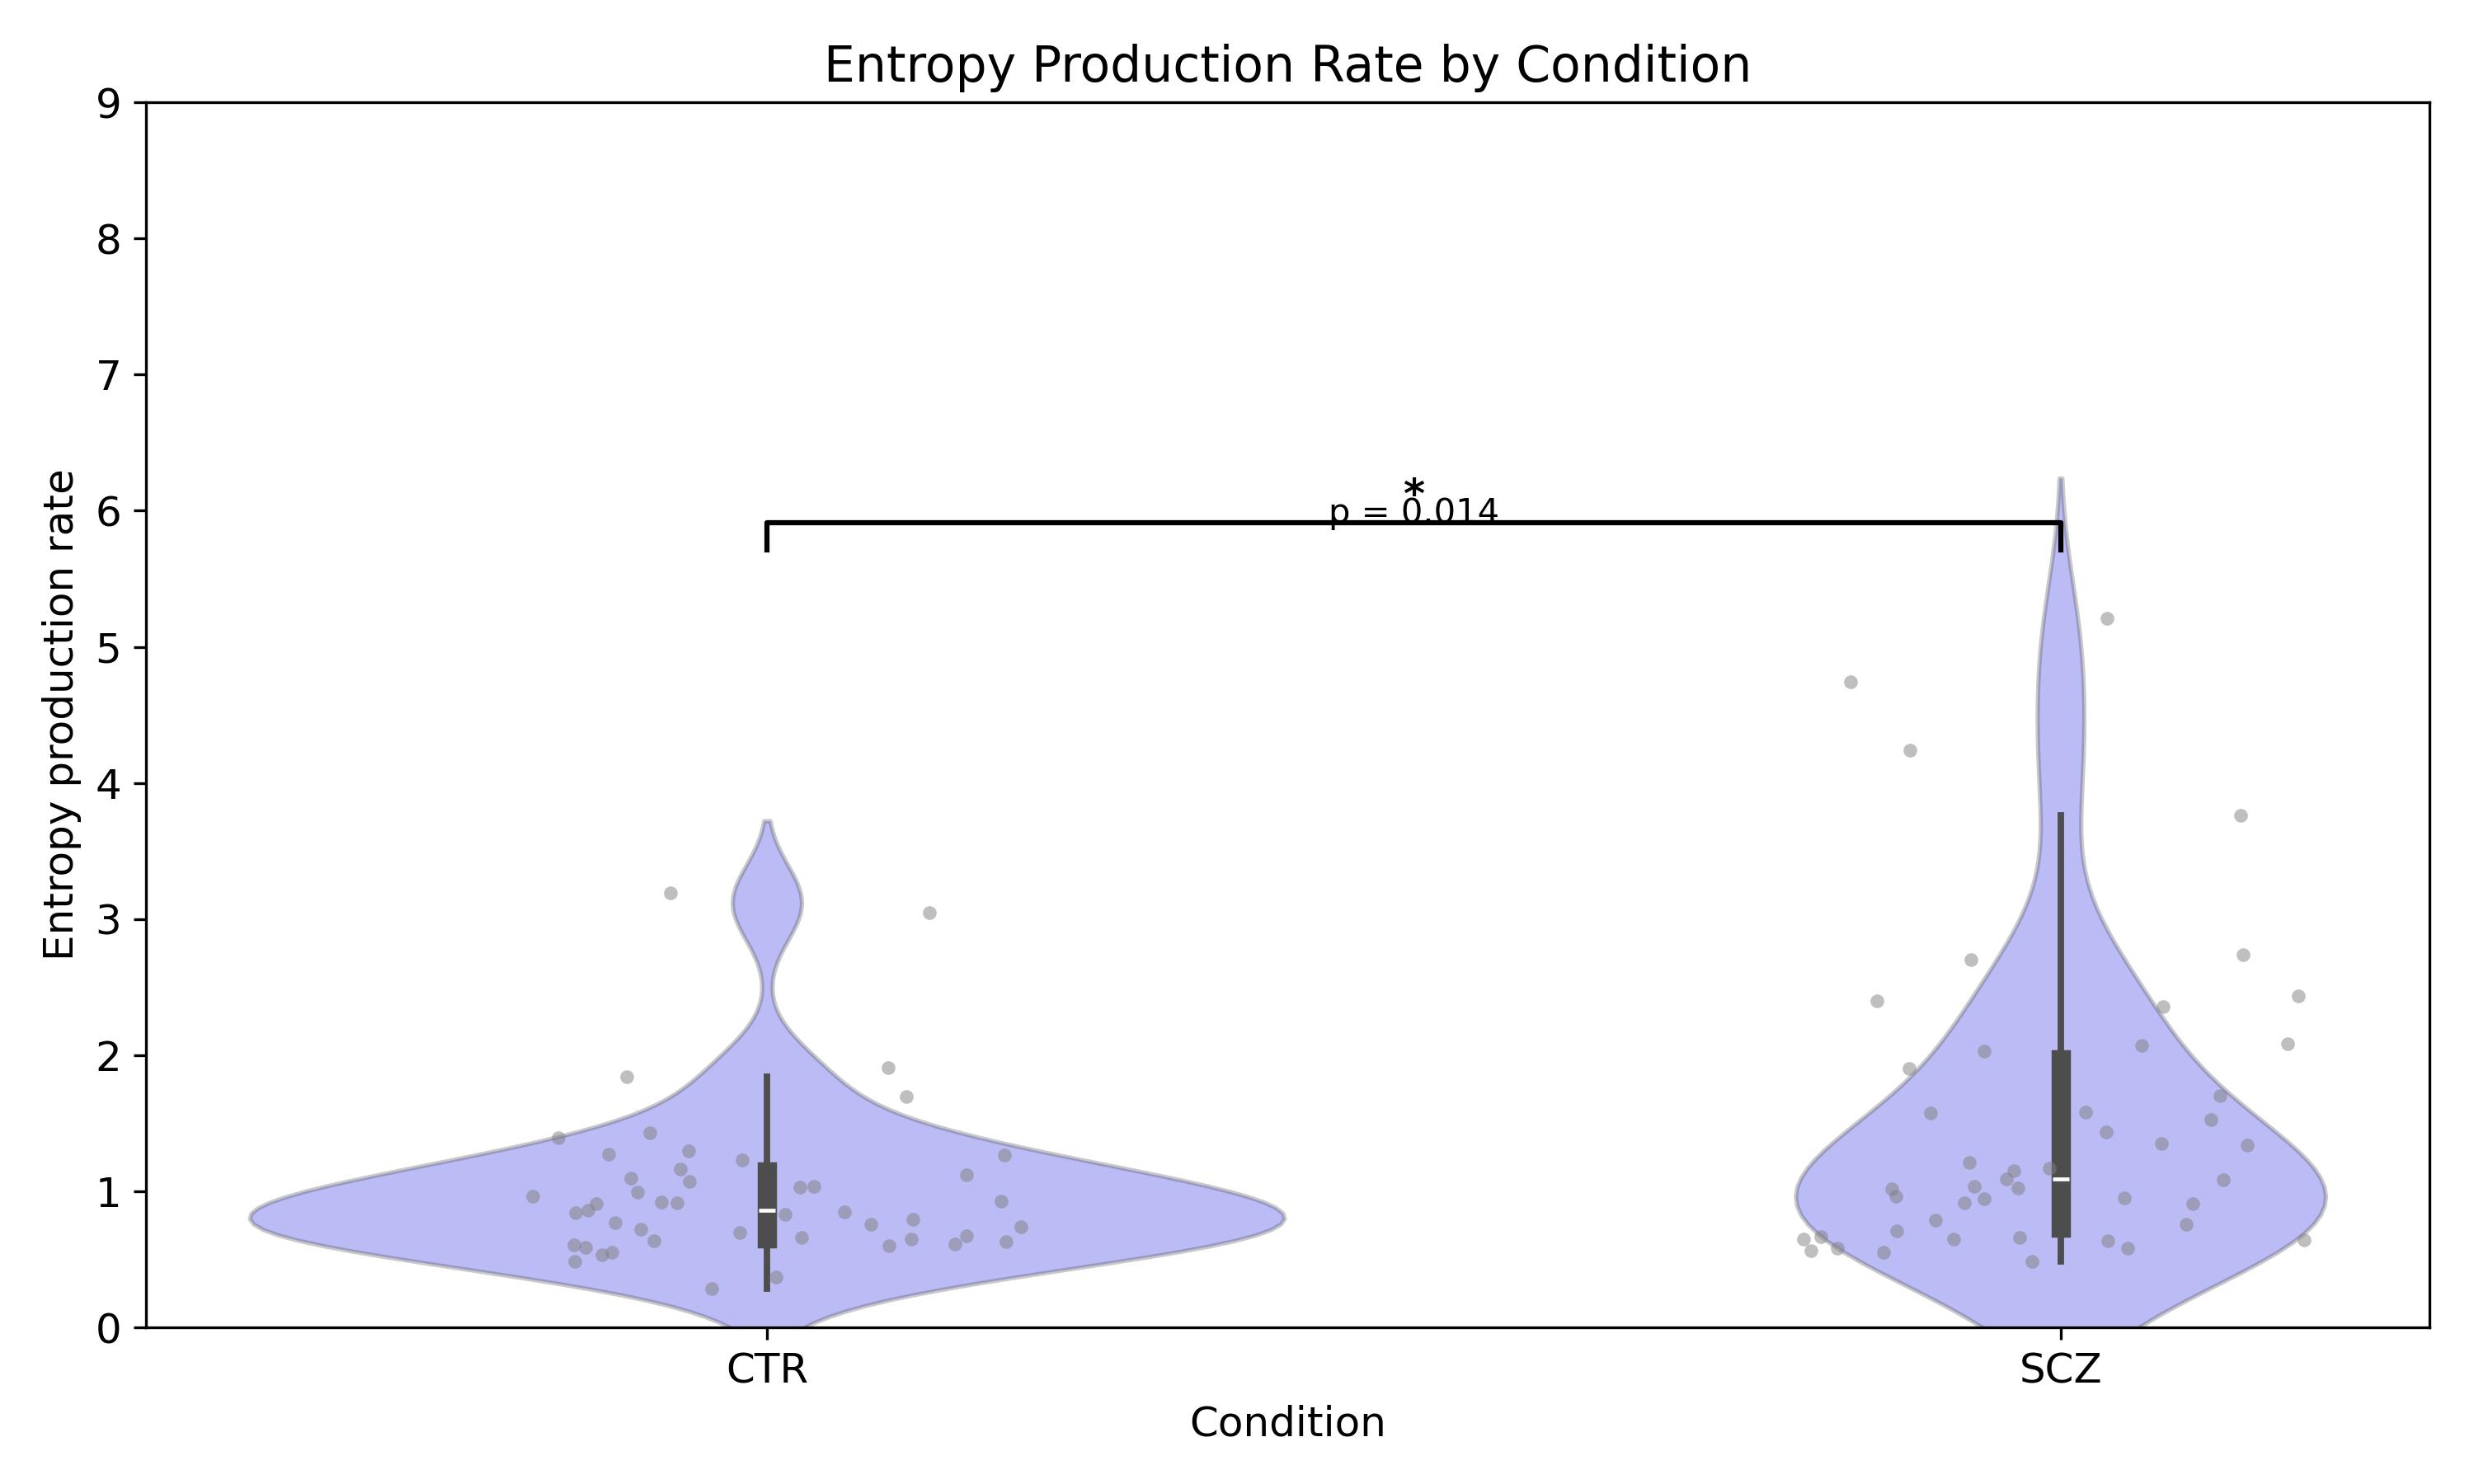 Entropy Production Rate by Condition
Entropy production rate
9
8
7
6
5
4
3
2
1
0
*
p = 0.014
CTR
SCZ
Condition